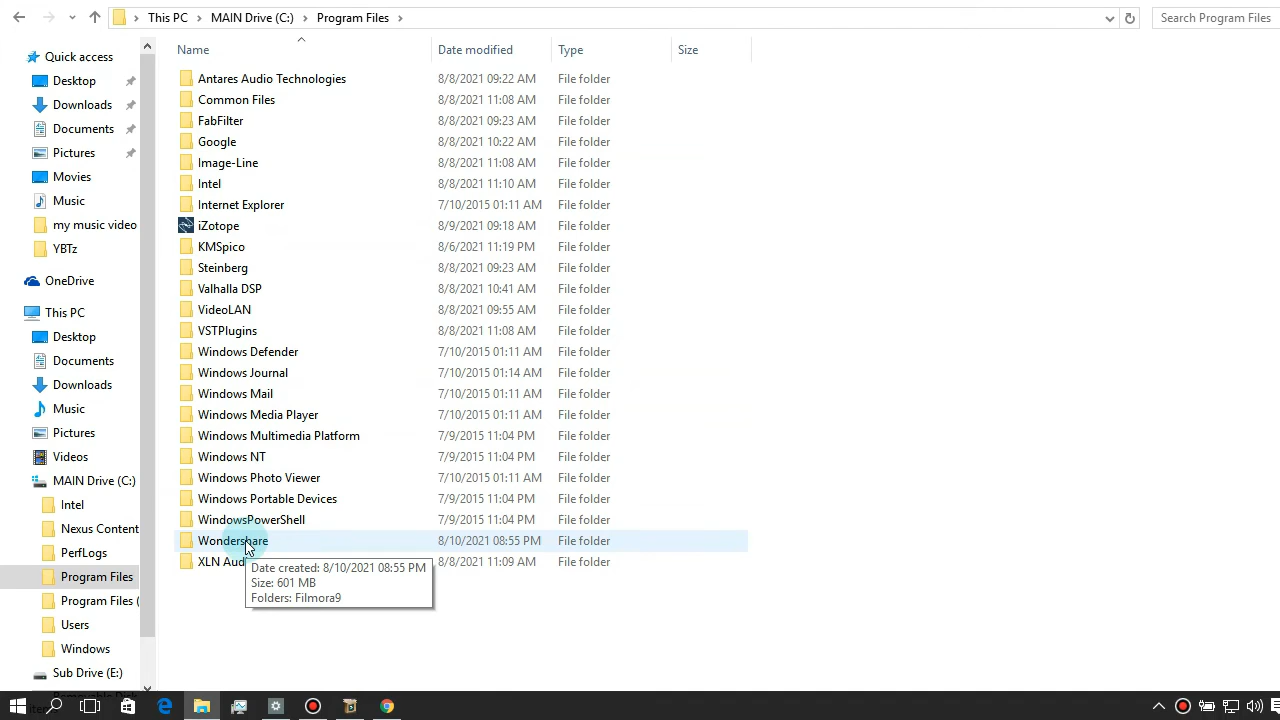 This PC > MAIN Drive (C:) > Program Files >
Search Program Files
Name Date modified Type Size
Quick access
Desktop
Downloads
Documents
Pictures
Movies
Music
my music video
YBTz
OneDrive
This PC
Desktop
Documents
Downloads
Music
Pictures
Videos
MAIN Drive (C:)
Intel
Nexus Content
PerfLogs
Program Files
Program Files (
Users
Windows
Sub Drive (E:)
Antares Audio Technologies 8/8/2021 09:22 AM File folder
Common Files 8/8/2021 11:08 AM File folder
FabFilter 8/8/2021 09:23 AM File folder
Google 8/8/2021 10:22 AM File folder
Image-Line 8/8/2021 11:08 AM File folder
Intel 8/8/2021 11:10 AM File folder
Internet Explorer 7/10/2015 01:11 AM File folder
iZotope 8/9/2021 09:18 AM File folder
KMSpico 8/6/2021 11:19 PM File folder
Steinberg 8/8/2021 09:23 AM File folder
Valhalla DSP 8/8/2021 10:41 AM File folder
VideoLAN 8/8/2021 09:55 AM File folder
VSTPlugins 8/8/2021 11:08 AM File folder
Windows Defender 7/10/2015 01:11 AM File folder
Windows Journal 7/10/2015 01:14 AM File folder
Windows Mail 7/10/2015 01:11 AM File folder
Windows Media Player 7/10/2015 01:11 AM File folder
Windows Multimedia Platform 7/9/2015 11:04 PM File folder
Windows NT 7/9/2015 11:04 PM File folder
Windows Photo Viewer 7/10/2015 01:11 AM File folder
Windows Portable Devices 7/9/2015 11:04 PM File folder
WindowsPowerShell 7/9/2015 11:04 PM File folder
Wondershare 8/10/2021 08:55 PM File folder
XLN Aud 8/8/2021 11:09 AM File folder
Date created: 8/10/2021 08:55 PM
Size: 601 MB
Folders: Filmora9